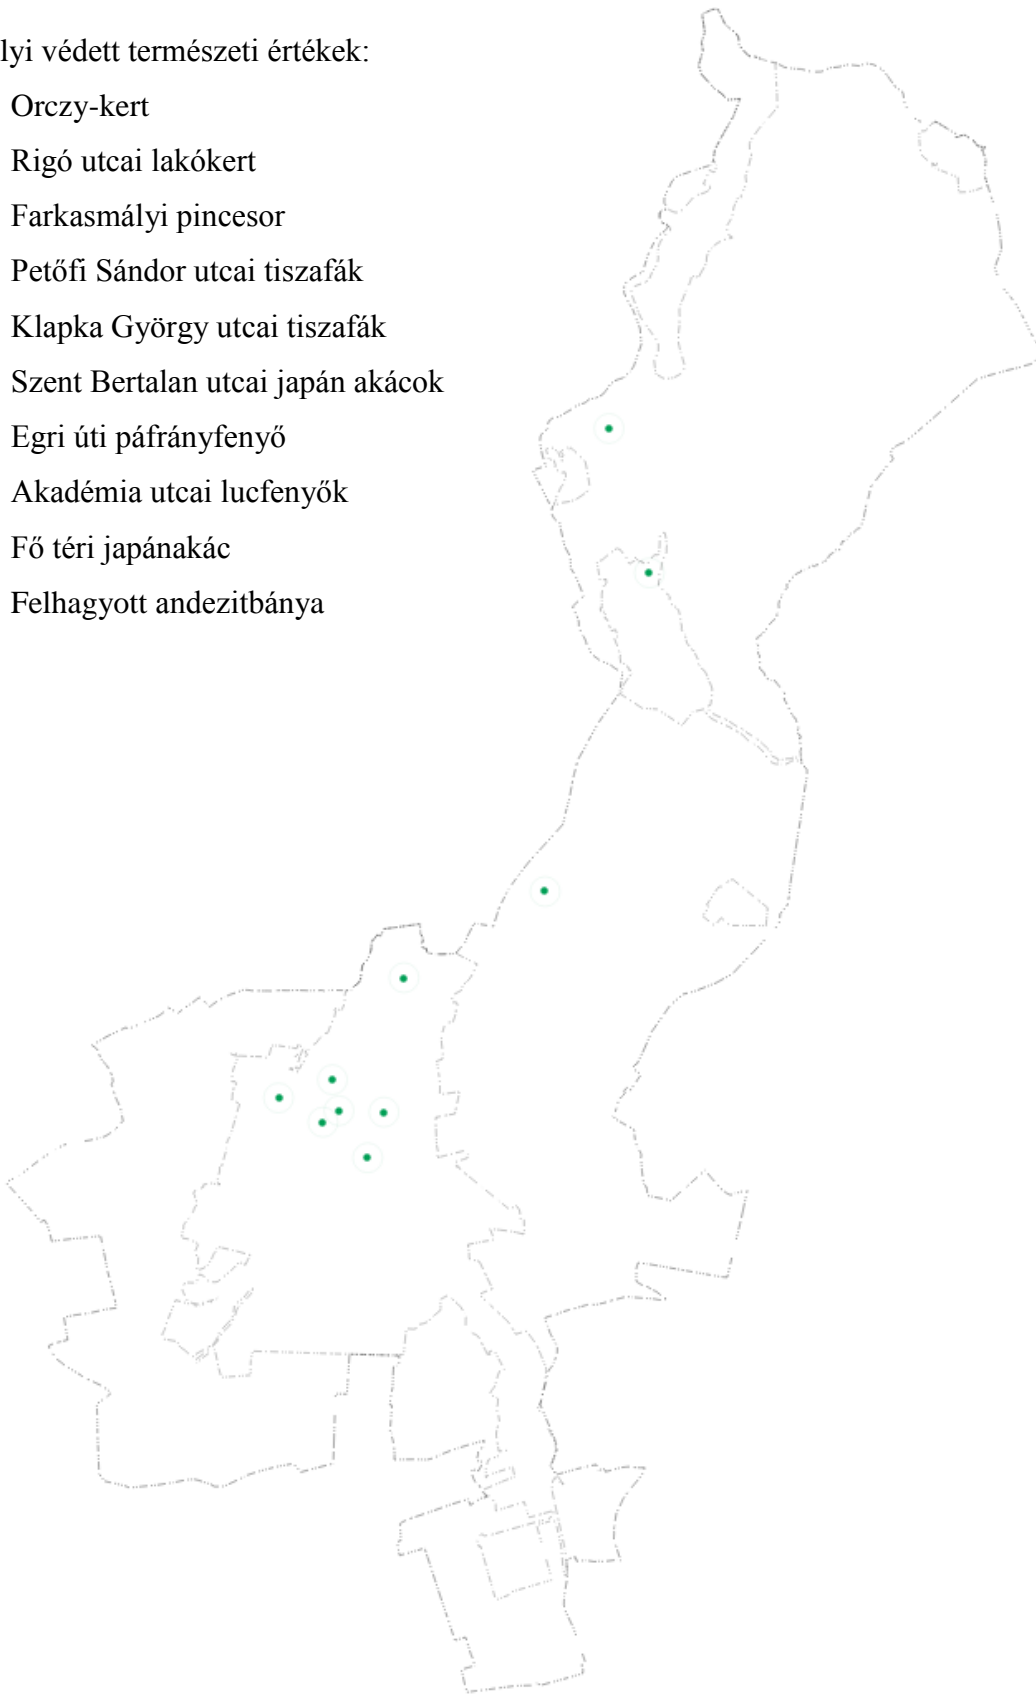 lyi védett természeti értékek:
Orczy-kert
Rigó utcai lakókert
Farkasmályi pincesor
Petőfi Sándor utcai tiszafák
Klapka György utcai tiszafák
Szent Bertalan utcai japán akácok
Egri úti páfrányfenyő
Akadémia utcai lucfenyők
Fő téri japánakác
Felhagyott andezitbánya